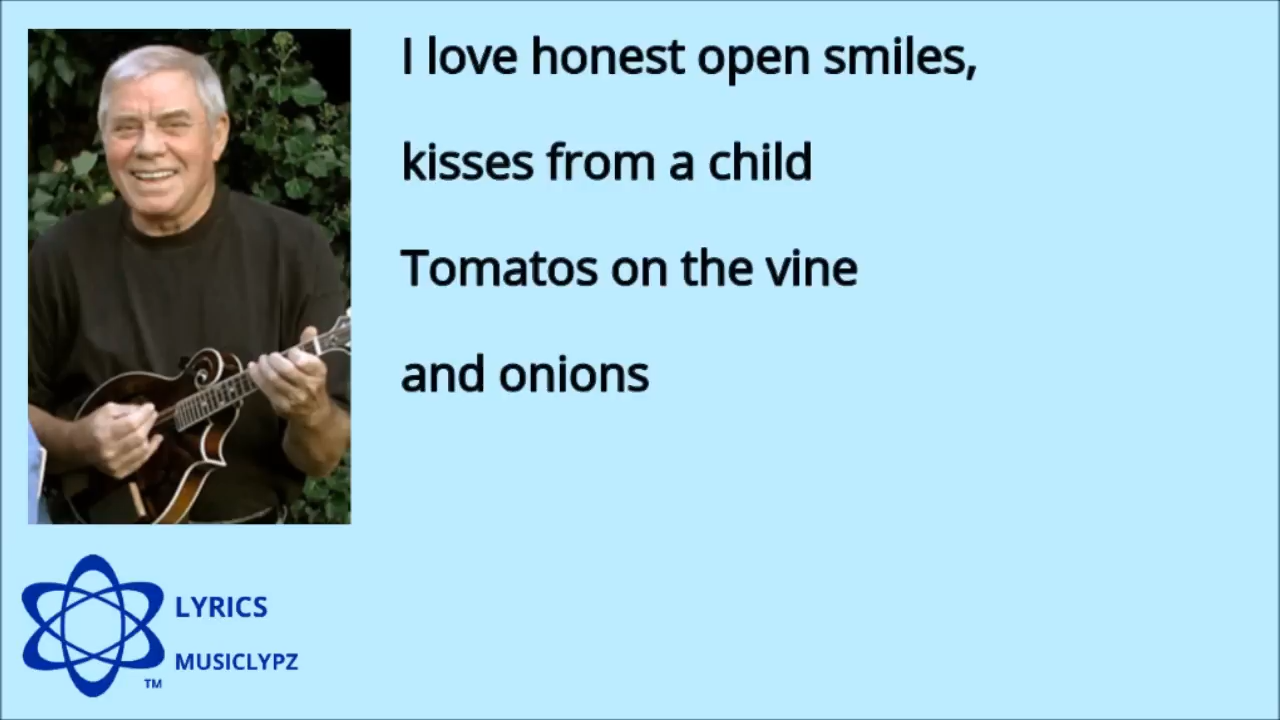 I love honest open smiles,
kisses from a child
Tomatos on the vine
and onions
LYRICS
MUSICLYPZ
TM